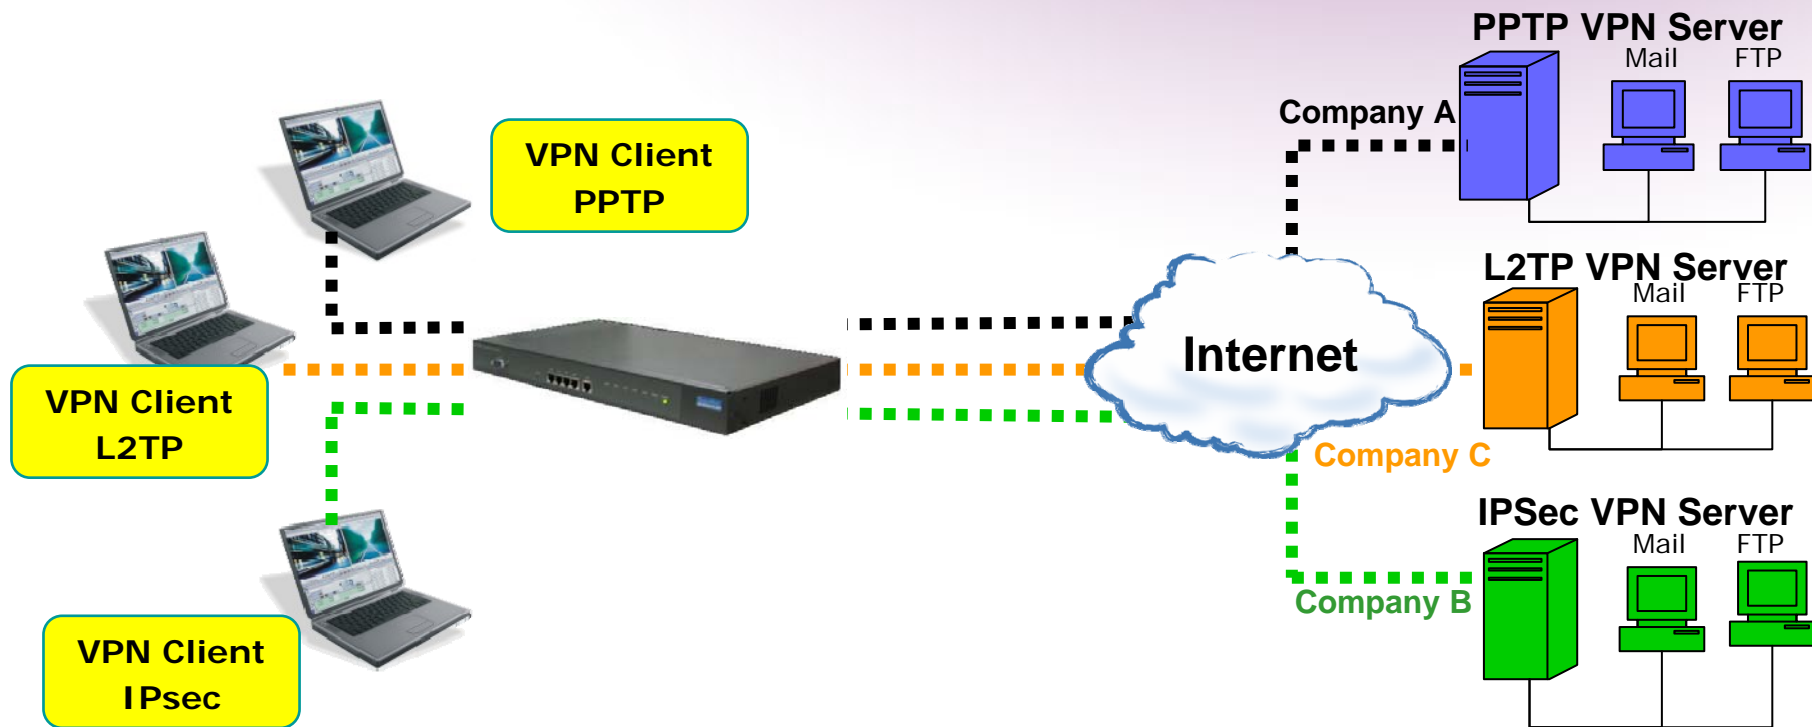 PPTP VPN Server
Mail FTP
Company A
VPN Client
PPTP
L2TP VPN Server
Mail FTP
Internet
VPN Client
L2TP
Company C
IPSec VPN Server
Mail FTP
Company B
VPN Client
IPsec